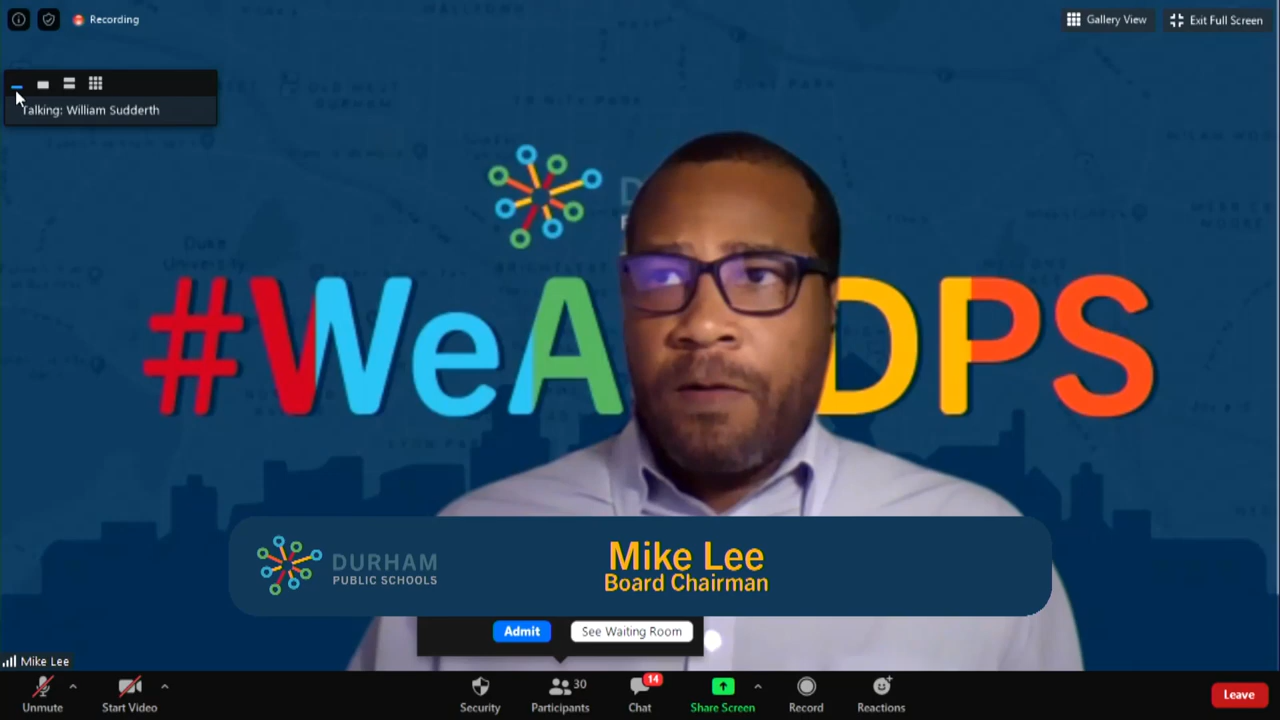 Recording
Gallery View
Exit Full Screen
Talking: William Sudderth
#WeA DPS
DURHAM
PUBLIC SCHOOLS
Mike Lee
Board Chairman
Admit
See Waiting Room
Mike Lee
Unmute
Start Video
Security
Participants
30
Chat
14
Share Screen
Record
Reactions
Leave